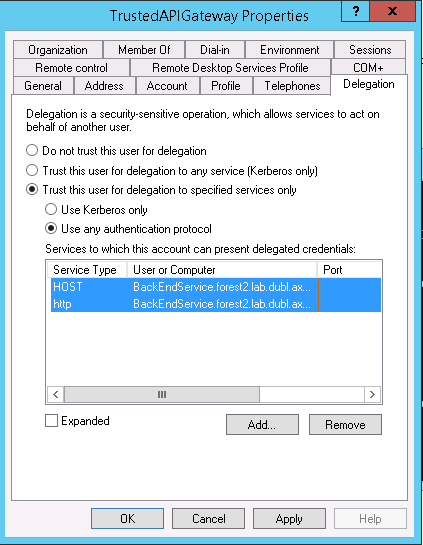 TrustedAPIGateway Properties
?
X
Organization Member Of Dial-in Environment Sessions
Remote control Remote Desktop Services Profile COM+
General Address Account Profile Telephones Delegation
Delegation is a security-sensitive operation, which allows services to act on
behalf of another user.
Do not trust this user for delegation
Trust this user for delegation to any service (Kerberos only)
Trust this user for delegation to specified services only
Use Kerberos only
Use any authentication protocol
Services to which this account can present delegated credentials:
Service Type User or Computer Port
HOST BackEndService.forest2.lab.dubl.ax...
http BackEndService.forest2.lab.dubl.ax...
Expanded Add... Remove
OK Cancel Apply Help